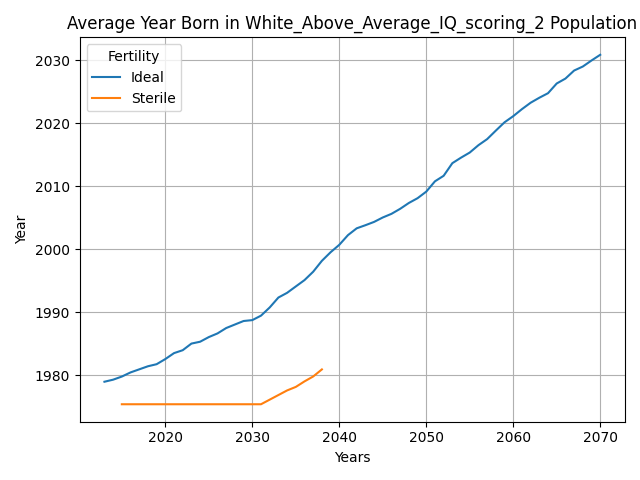 Average Year Born in White_Above_Average_IQ_scoring_2 Population
Fertility
Ideal
Sterile
2030
2020
2010
2000
1990
1980
Year
2020 2030 2040 2050 2060 2070
Years